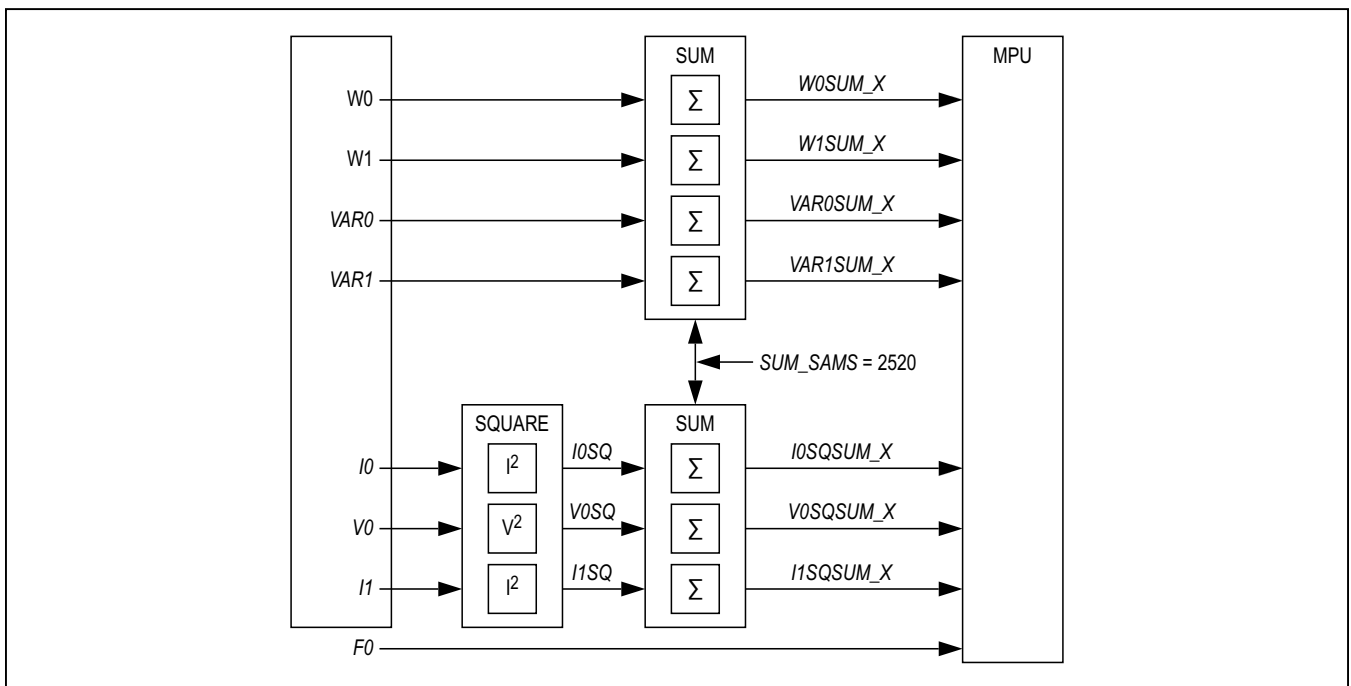 SUM
MPU
W0
Σ
W0SUM_X
W1
Σ
W1SUM_X
VAR0
Σ
VAR0SUM_X
VAR1
Σ
VAR1SUM_X
SUM_SAMS = 2520
SQUARE
SUM
I0
I²
I0SQ
Σ
I0SQSUM_X
V0
V²
V0SQ
Σ
V0SQSUM_X
I1
I²
I1SQ
Σ
I1SQSUM_X
F0